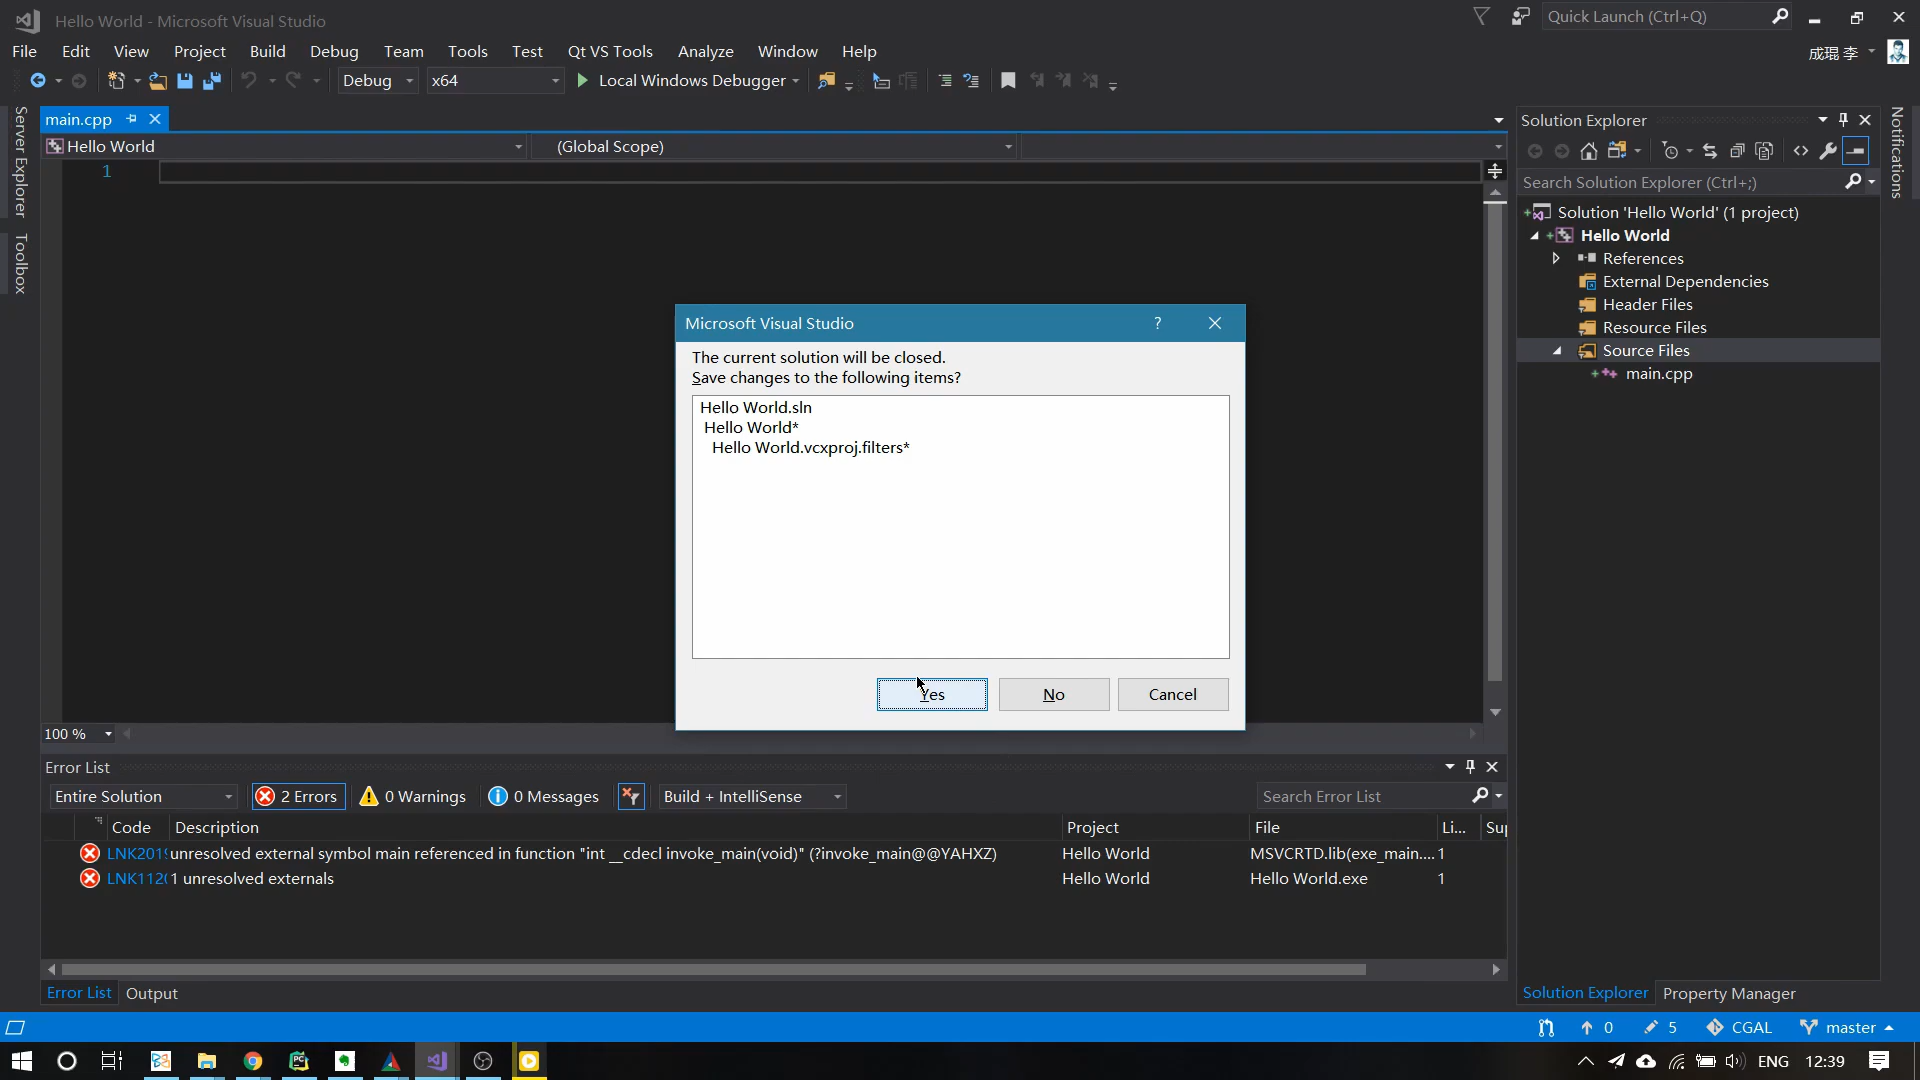 Hello World - Microsoft Visual Studio
Quick Launch (Ctrl+Q)
File Edit View Project Build Debug Team Tools Test Qt VS Tools Analyze Window Help
成琨 李
Debug x64 Local Windows Debugger
Server Explorer
Toolbox
main.cpp
Hello World (Global Scope)
1
Solution Explorer
Search Solution Explorer (Ctrl+;)
Solution 'Hello World' (1 project)
Hello World
References
External Dependencies
Header Files
Resource Files
Source Files
main.cpp
Notifications
Microsoft Visual Studio ?
The current solution will be closed.
Save changes to the following items?
Hello World.sln
Hello World*
Hello World.vcxproj.filters*
Yes No Cancel
100 %
Error List
Entire Solution 2 Errors 0 Warnings 0 Messages Build + IntelliSense Search Error List
Code Description Project File Li...
unresolved external symbol main referenced in function "int __cdecl invoke_main(void)" (?invoke_main@@YAHXZ) Hello World MSVCRTD.lib(exe_main.... 1
1 unresolved externals Hello World Hello World.exe 1
Error List Output
Solution Explorer Property Manager
0 5 CGAL master
ENG 12:39